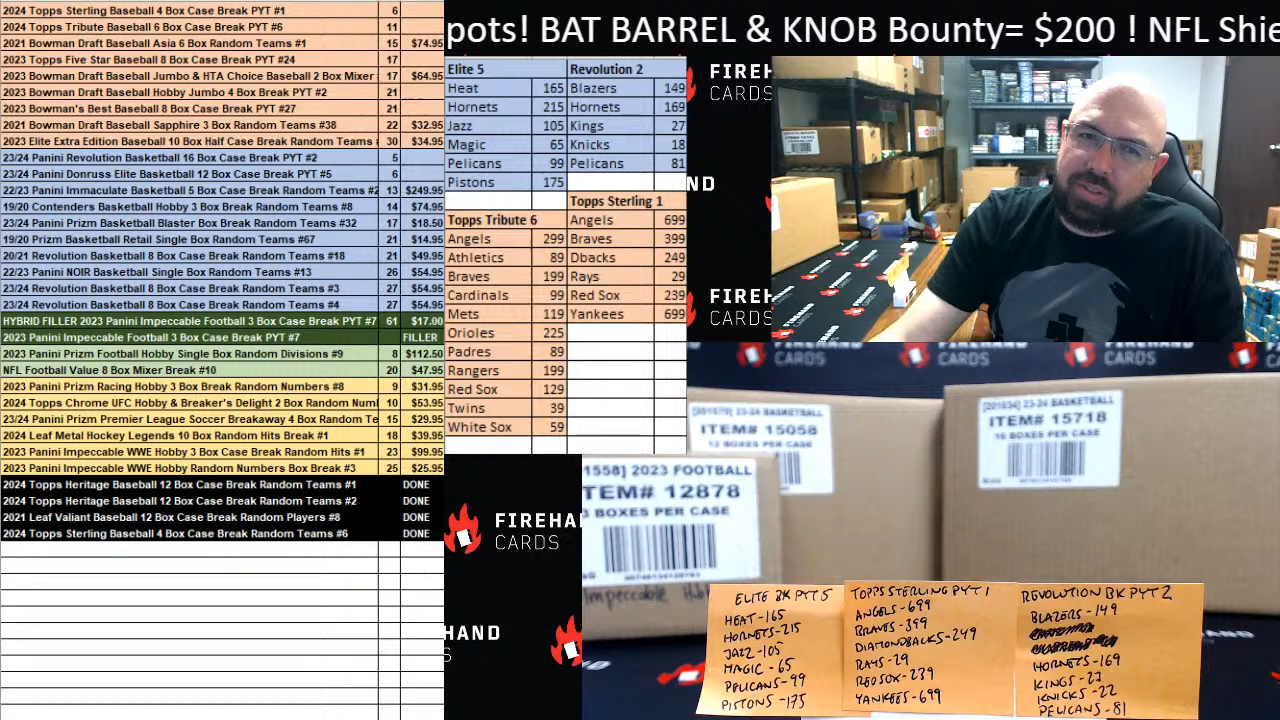 2024 Topps Sterling Baseball 4 Box Case Break PYT #1 6
2024 Topps Tribute Baseball 6 Box Case Break PYT #6 11
2021 Bowman Draft Baseball Asia 6 Box Random Teams #1 15 $74.95
2023 Topps Five Star Baseball 8 Box Case Break PYT #24 17
2023 Bowman Draft Baseball Jumbo & HTA Choice Baseball 2 Box Mixer 17 $64.95
2023 Bowman Draft Baseball Hobby Jumbo 4 Box PYT #2 21
2023 Bowman's Best Baseball 8 Box Case Break PYT #27 21
2021 Bowman Draft Baseball Sapphire 3 Box Random Teams #38 22 $32.95
2023 Elite Extra Edition Baseball 10 Box Half Case Break Random Teams 30 $34.95
23/24 Panini Revolution Basketball 16 Box Case Break PYT #2 5
23/24 Panini Donruss Elite Basketball 12 Box PYT #5 6
22/23 Panini Immaculate Basketball 5 Box Case Break Random Teams #2 13 $249.95
19/20 Contenders Basketball Hobby 3 Box Random Teams #8 14 $74.95
23/24 Panini Prizm Basketball Blaster Box Random Teams #32 17 $18.50
19/20 Prizm Basketball Retail Single Box Random Teams #67 21 $14.95
20/21 Revolution Basketball 8 Box Random Teams #18 21 $49.95
22/23 Panini NOIR Basketball Single Box Random Teams #13 26 $54.95
23/24 Revolution Basketball 8 Box Case Break Random Teams #3 27 $54.95
23/24 Revolution Basketball 8 Box Case Break Random Teams #4 27 $54.95
HYBRID FILLER 2023 Panini Impeccable Football 3 Box Case Break PYT #7 61 $17.00
2023 Panini Impeccable Football 3 Box Case Break PYT #7 FILLER
2023 Panini Prizm Football Hobby Single Box Random Divisions #9 8 $112.50
NFL Football Value 8 Box Mixer Break #10 20 $47.95
2023 Panini Prizm Racing Hobby 3 Box Break Random Numbers #8 9 $31.95
2024 Topps Chrome UFC Hobby & Breaker's Delight 2 Box Random Numl 10 $53.95
23/24 Panini Prizm Premier League Soccer Breakaway 4 Box Random Te 15 $29.95
2024 Leaf Metal Hockey Legends 10 Box Random Hits Break #1 18 $39.95
2023 Panini Impeccable WWE Hobby 3 Box Case Break Random Hits #1 23 $99.95
2023 Panini Impeccable WWE Hobby Random Numbers Box Break #3 25 $25.95
2024 Topps Heritage Baseball 12 Box Case Break Random Teams #1 DONE
2024 Topps Heritage Baseball 12 Box Case Break Random Teams #2 DONE
2021 Leaf Valiant Baseball 12 Box Case Break Random Players #8 DONE
2024 Topps Sterling Baseball 4 Box Case Break Random Teams #6 DONE
pots! BAT BARREL & KNOB Bounty= $200 ! NFL Shie
Elite 5
Heat 165
Hornets 215
Jazz 105
Magic 65
Pelicans 99
Pistons 175
Topps Tribute 6
Angels 299
Athletics 89
Braves 199
Cardinals 99
Mets 119
Orioles 225
Padres 89
Rangers 199
Red Sox 129
Twins 39
White Sox 59
Revolution 2
Blazers 149
Hornets 169
Kings 27
Knicks 18
Pelicans 81
Topps Sterling 1
Angels 699
Braves 399
Dbacks 249
Rays 29
Red Sox 239
Yankees 699
FIREH
CARDS
ND
FIREH
CARDS
FIREHAN
CARDS
HAND
S
23-24 BASKETBALL
ITEM# 15058
12 BOXES PER CASE
[201634] 23-24 BASKETBALL
ITEM# 15718
16 BOXES PER CASE
1558] 2023 FOOTBALL
TEM# 12878
3 BOXES PER CASE
Impeccable
ELITE BK PYT 5
HEAT-165
HORNETS-215
JAZZ-105
MAGIC-65
PELICANS-99
PISTONS-175
TOPPS STERLING PYT 1
ANGELS-699
BRAVES-399
DIAMONDBACKS-249
RAYS-29
RED SOX-239
YANKEES-699
REVOLUTION BK PYT 2
BLAZERS-149
HORNETS-169
KINGS-27
KNICKS-22
PELICANS-81